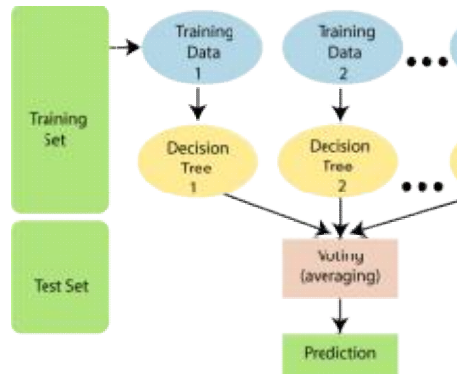 Training
Set
Training
Data
1
Training
Data
2
Decision
Tree
1
Decision
Tree
2
Test Set
Voting
(averaging)
Prediction